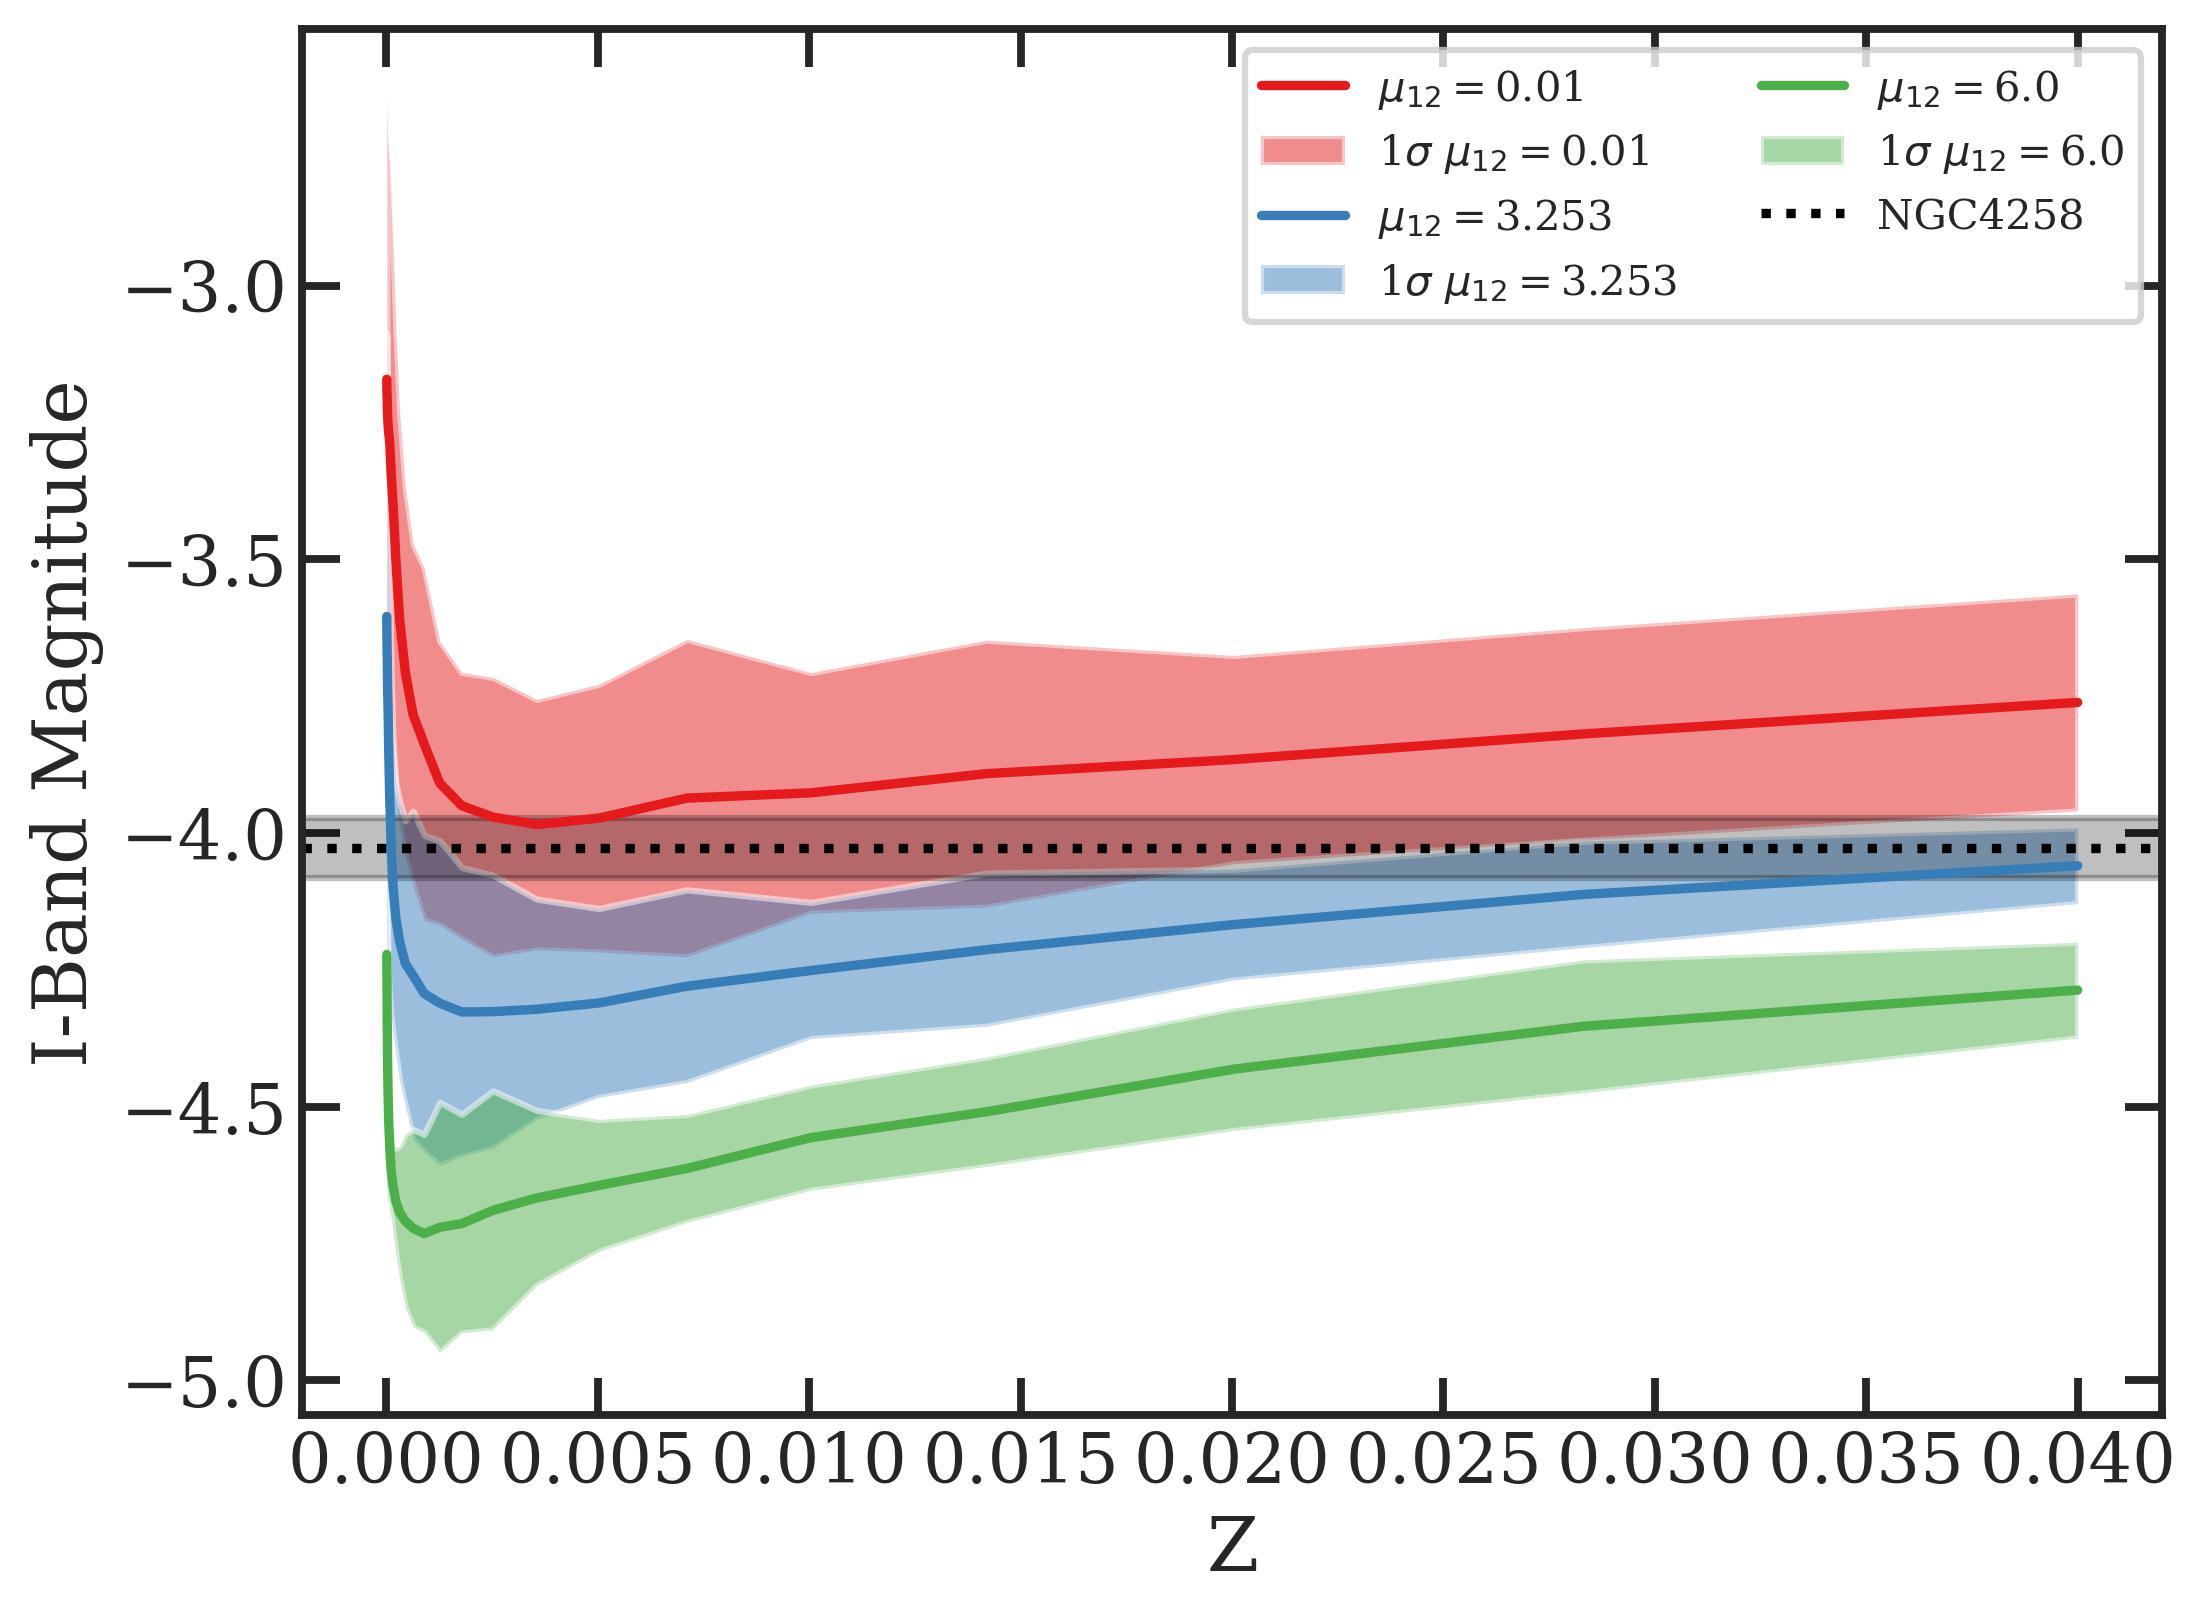 μ₁₂ = 0.01
1σ μ₁₂ = 0.01
μ₁₂ = 3.253
1σ μ₁₂ = 3.253
μ₁₂ = 6.0
1σ μ₁₂ = 6.0
NGC4258
I-Band Magnitude
−3.0
−3.5
−4.0
−4.5
−5.0
0.000 0.005 0.010 0.015 0.020 0.025 0.030 0.035 0.040
Z